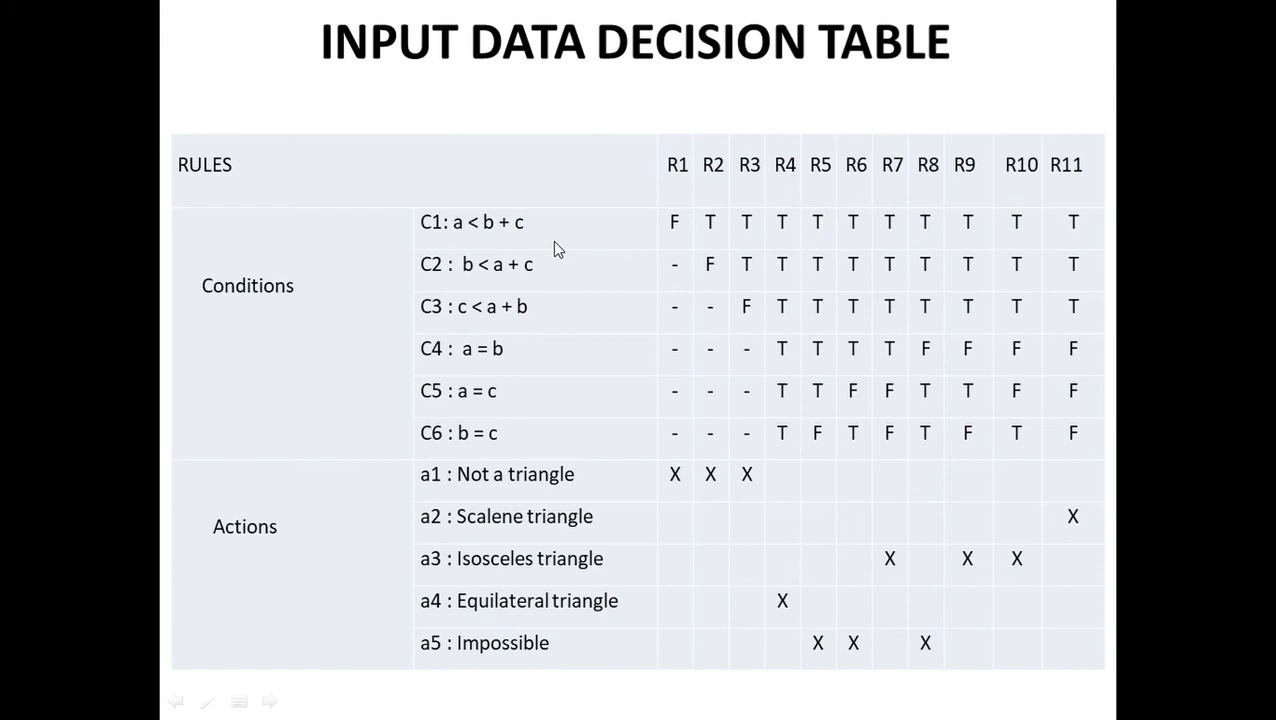 INPUT DATA DECISION TABLE
RULES R1 R2 R3 R4 R5 R6 R7 R8 R9 R10 R11
Conditions
C1: a < b + c F T T T T T T T T T T
C2 : b < a + c - F T T T T T T T T T
C3 : c < a + b - - F T T T T T T T T
C4 : a = b - - - T T T T F F F F
C5 : a = c - - - T T F F T T F F
C6 : b = c - - - T F T F T F T F
Actions
a1 : Not a triangle X X X
a2 : Scalene triangle X
a3 : Isosceles triangle X X X
a4 : Equilateral triangle X
a5 : Impossible X X X